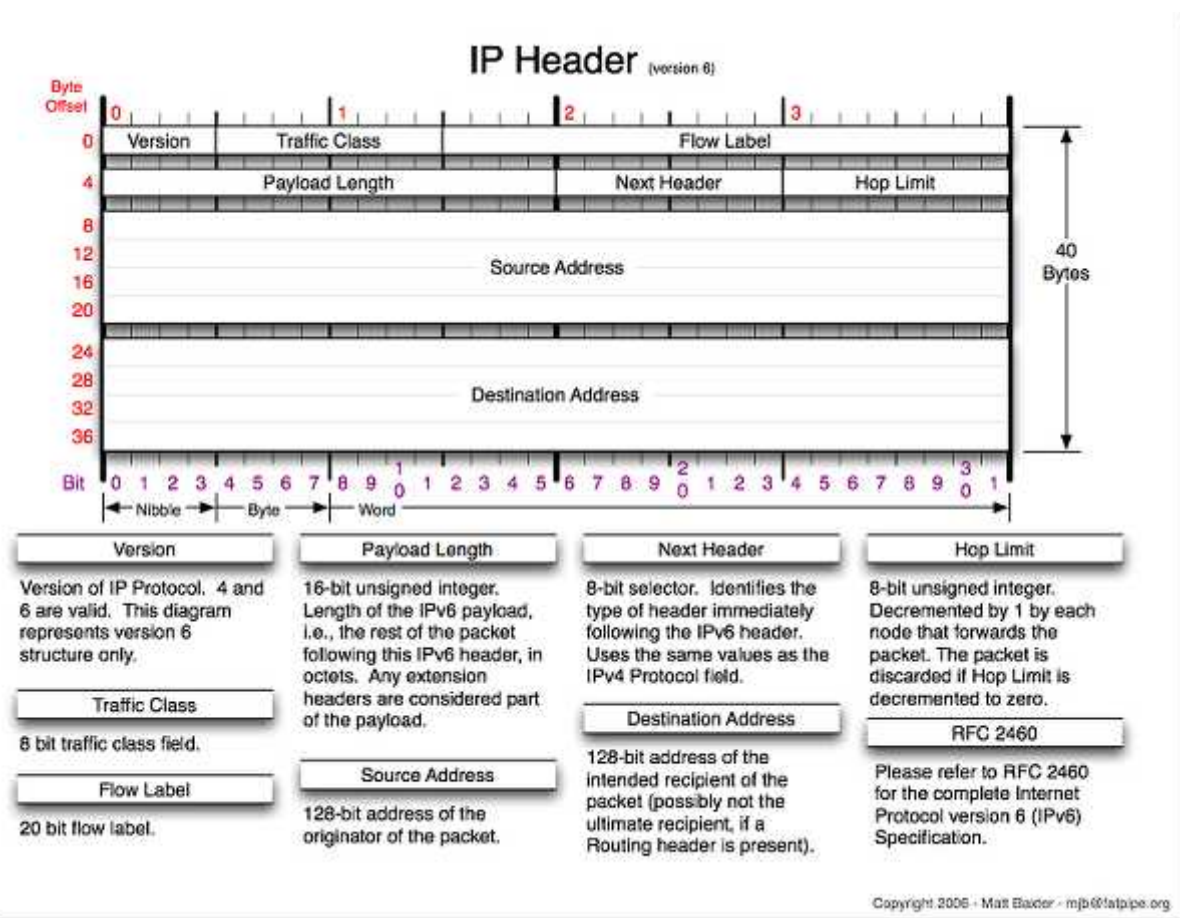 IP Header (version 6)
Byte
Offset
0 1 2 3
0 Version Traffic Class Flow Label
4 Payload Length Next Header Hop Limit
8
12
16
20
Source Address
40
Bytes
24
28
32
36
Destination Address
Bit 0 1 2 3 4 5 6 7 8 9 10 1 2 3 4 5 6 7 8 9 20 1 2 3 4 5 6 7 8 9 30 1
Nibble Byte Word
Version
Version of IP Protocol. 4 and
6 are valid. This diagram
represents version 6
structure only.
Traffic Class
8 bit traffic class field.
Flow Label
20 bit flow label.
Payload Length
16-bit unsigned integer.
Length of the IPv6 payload,
i.e., the rest of the packet
following this IPv6 header, in
octets. Any extension
headers are considered part
of the payload.
Source Address
128-bit address of the
originator of the packet.
Next Header
8-bit selector. Identifies the
type of header immediately
following the IPv6 header.
Uses the same values as the
IPv4 Protocol field.
Destination Address
128-bit address of the
intended recipient of the
packet (possibly not the
ultimate recipient, if a
Routing header is present).
Hop Limit
8-bit unsigned integer.
Decremented by 1 by each
node that forwards the
packet. The packet is
discarded if Hop Limit is
decremented to zero.
RFC 2460
Please refer to RFC 2460
for the complete Internet
Protocol version 6 (IPv6)
Specification.
Copyright 2006 - Matt Baxter - mjb@fatpipe.org